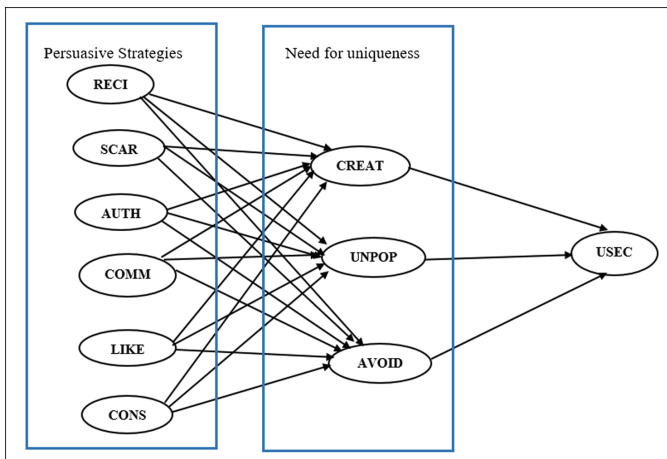 Persuasive Strategies
Need for uniqueness
RECI
SCAR
AUTH
COMM
LIKE
CONS
CREAT
UNPOP
AVOID
USEC